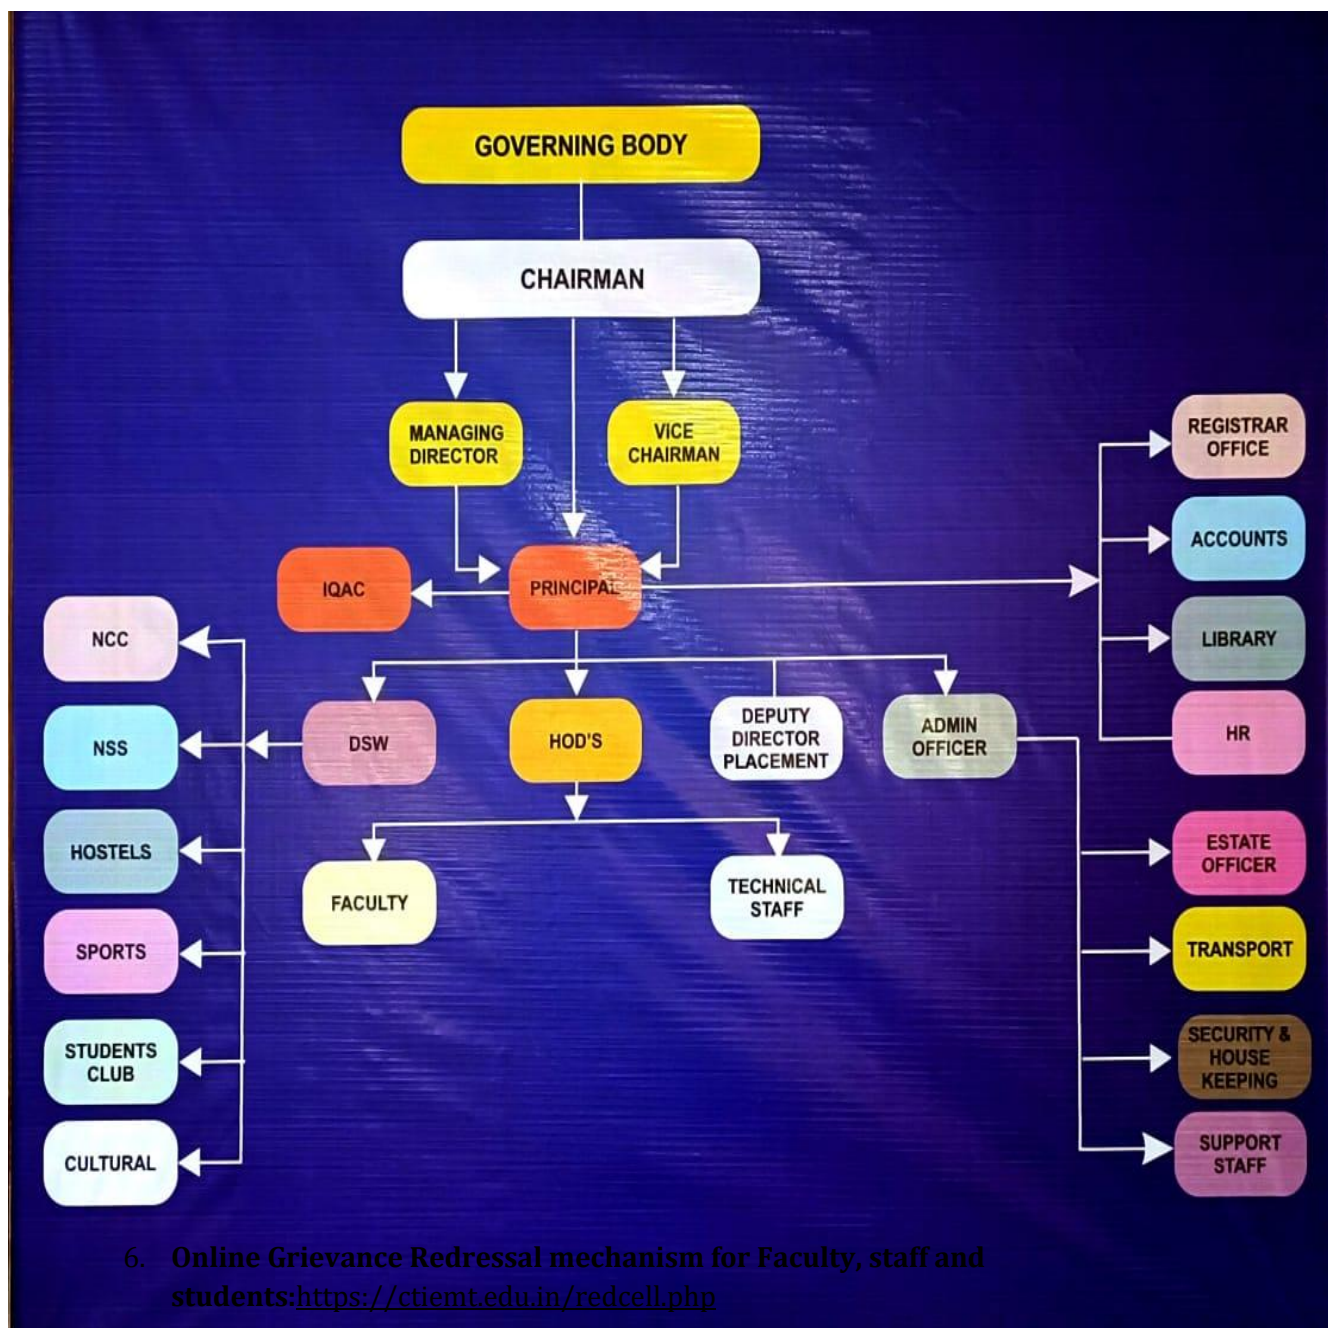 GOVERNING BODY
CHAIRMAN
MANAGING
DIRECTOR
VICE
CHAIRMAN
REGISTRAR
OFFICE
ACCOUNTS
IQAC
PRINCIPAL
NCC
LIBRARY
DSW
HOD'S
DEPUTY
DIRECTOR
PLACEMENT
ADMIN
OFFICER
HR
NSS
HOSTELS
ESTATE
OFFICER
FACULTY
TECHNICAL
STAFF
SPORTS
TRANSPORT
STUDENTS
CLUB
SECURITY &
HOUSE
KEEPING
CULTURAL
SUPPORT
STAFF
6. Online Grievance Redressal mechanism for Faculty, staff and
students:https://ctiemt.edu.in/redcell.php